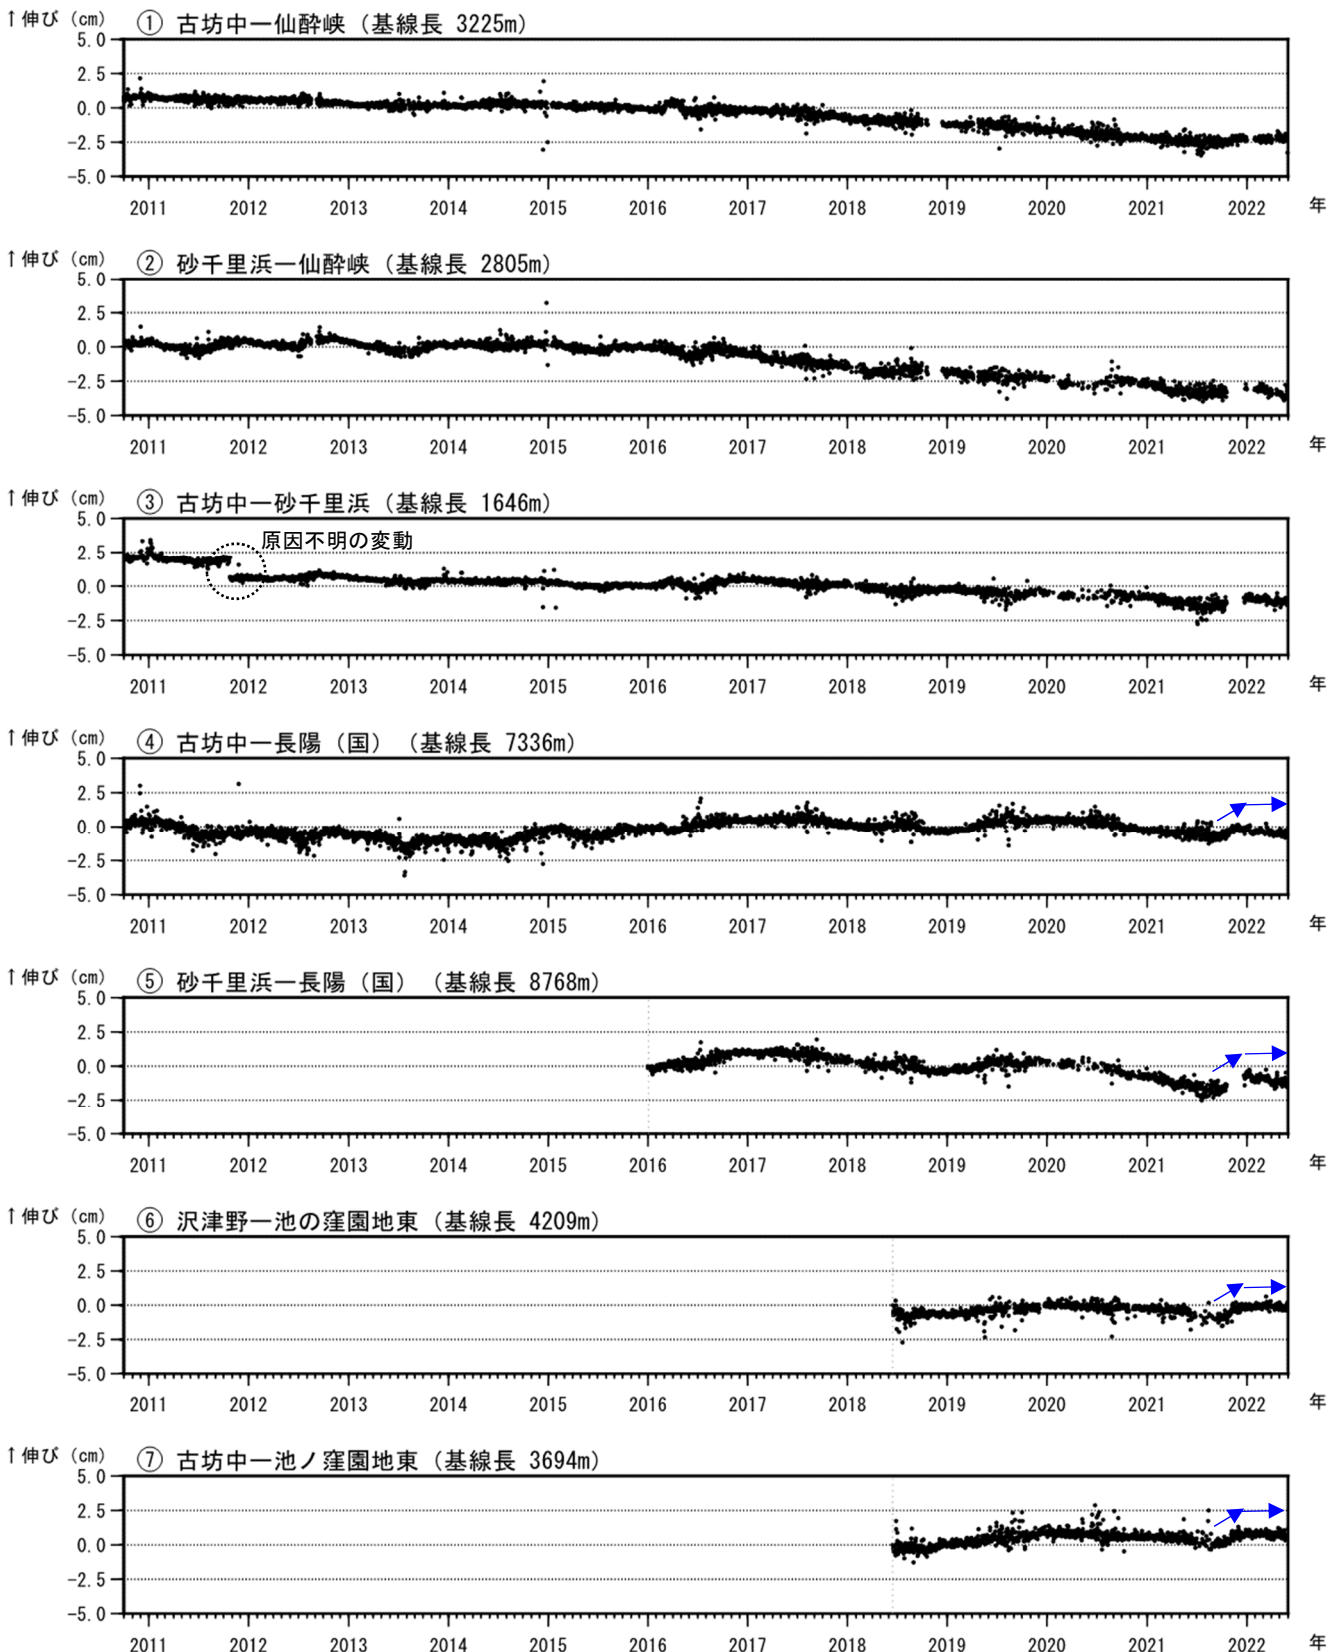 ↑伸び (cm) ① 古坊中ー仙酔峡（基線長 3225m）
5.0
2.5
0.0
-2.5
-5.0
2011 2012 2013 2014 2015 2016 2017 2018 2019 2020 2021 2022 年
↑伸び (cm) ② 砂千里浜ー仙酔峡（基線長 2805m）
5.0
2.5
0.0
-2.5
-5.0
2011 2012 2013 2014 2015 2016 2017 2018 2019 2020 2021 2022 年
↑伸び (cm) ③ 古坊中ー砂千里浜（基線長 1646m）
5.0
原因不明の変動
2.5
0.0
-2.5
-5.0
2011 2012 2013 2014 2015 2016 2017 2018 2019 2020 2021 2022 年
↑伸び (cm) ④ 古坊中ー長陽（国）（基線長 7336m）
5.0
2.5
0.0
-2.5
-5.0
2011 2012 2013 2014 2015 2016 2017 2018 2019 2020 2021 2022 年
↑伸び (cm) ⑤ 砂千里浜ー長陽（国）（基線長 8768m）
5.0
2.5
0.0
-2.5
-5.0
2011 2012 2013 2014 2015 2016 2017 2018 2019 2020 2021 2022 年
↑伸び (cm) ⑥ 沢津野ー池の窪園地東（基線長 4209m）
5.0
2.5
0.0
-2.5
-5.0
2011 2012 2013 2014 2015 2016 2017 2018 2019 2020 2021 2022 年
↑伸び (cm) ⑦ 古坊中ー池ノ窪園地東（基線長 3694m）
5.0
2.5
0.0
-2.5
-5.0
2011 2012 2013 2014 2015 2016 2017 2018 2019 2020 2021 2022 年